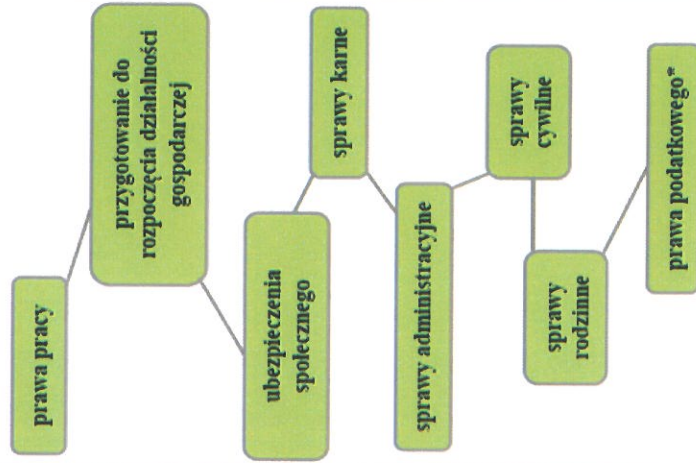 prawa pracy
przygotowanie do
rozpoczęcia działalności
gospodarczej
ubezpieczenia
społecznego
sprawy karne
sprawy administracyjne
sprawy
cywilne
sprawy
rodzinne
prawa podatkowego*